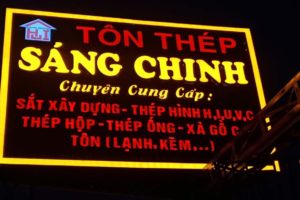 TÔN THÉP
SÁNG CHINH
Chuyên Cung Cấp:
SẮT XÂY DỰNG - THÉP HÌNH H,I,U,V,C
THÉP HỘP - THÉP ỐNG - XÀ GỒ C
TÔN (LẠNH, KẼM,...)